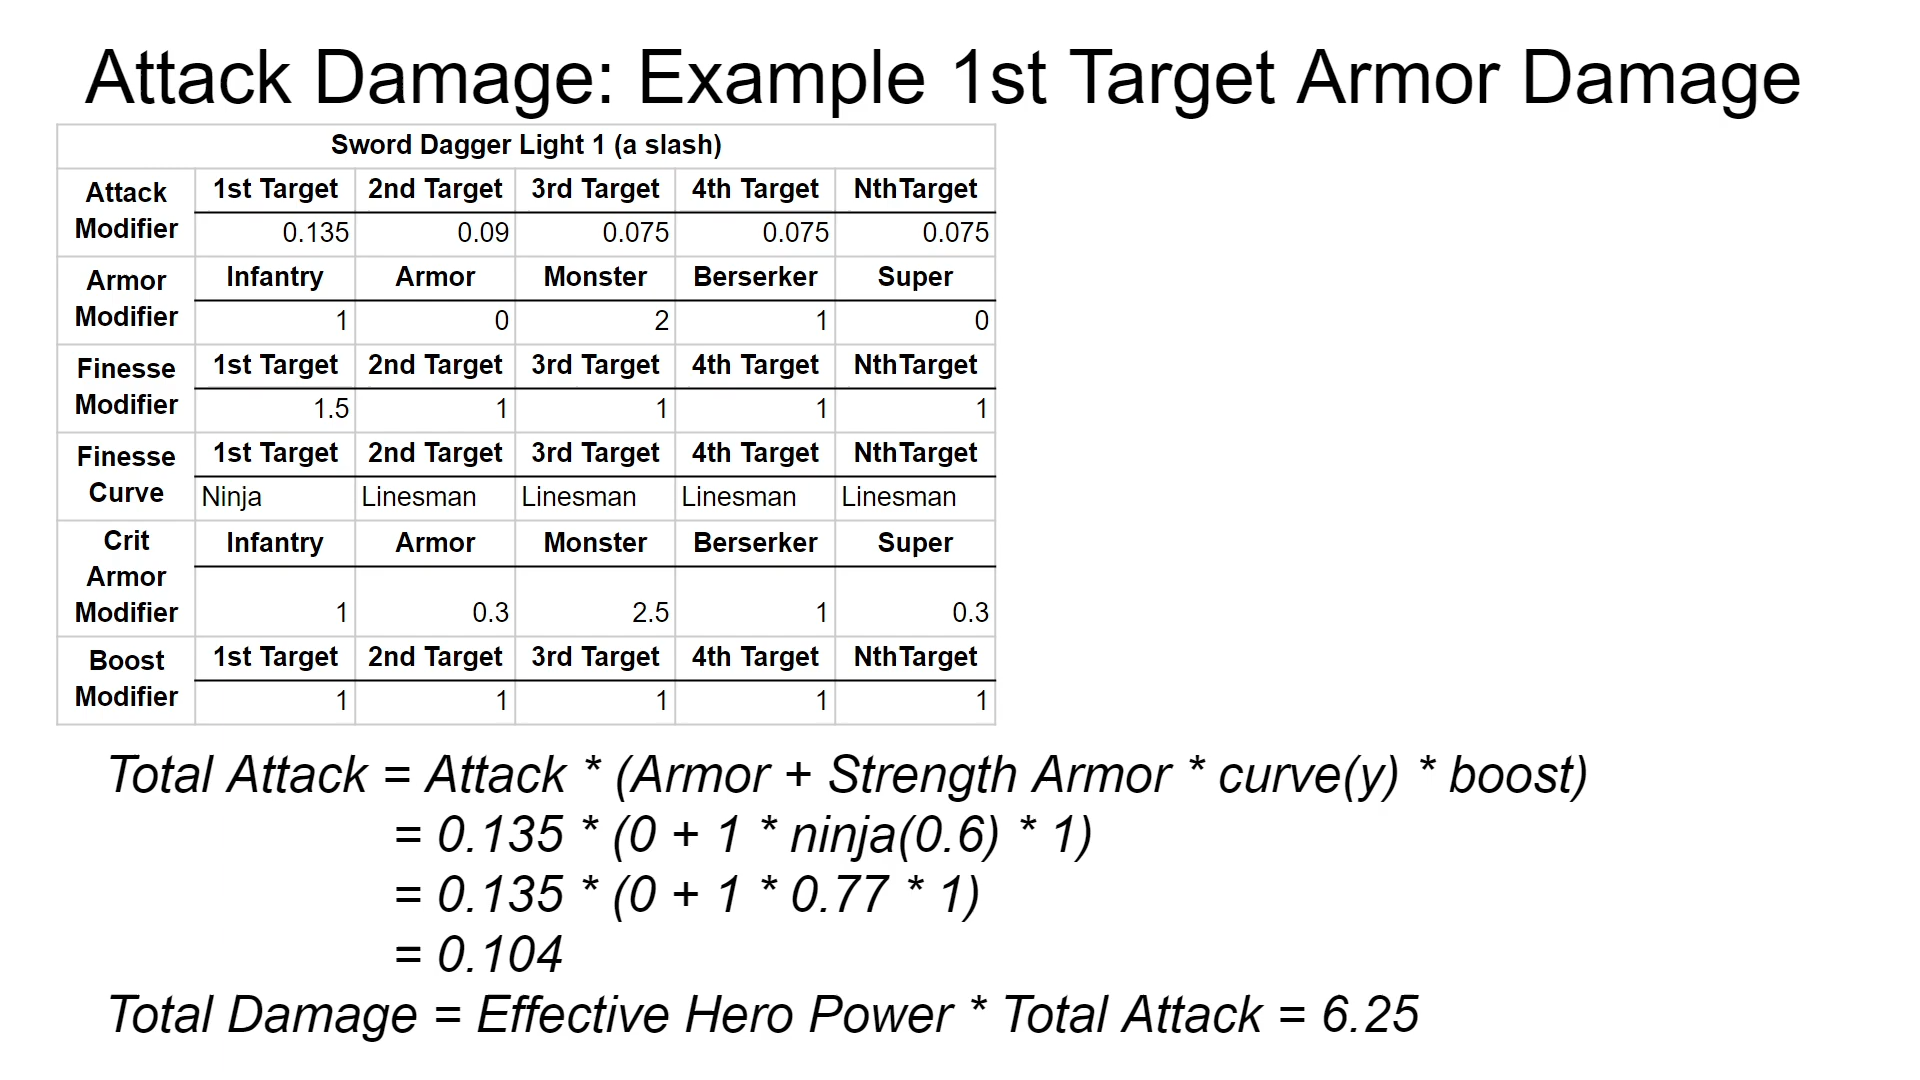 Attack Damage: Example 1st Target Armor Damage
Sword Dagger Light 1 (a slash)
Attack Modifier 1st Target 2nd Target 3rd Target 4th Target NthTarget
0.135 0.09 0.075 0.075 0.075
Armor Modifier Infantry Armor Monster Berserker Super
1 0 2 1 0
Finesse Modifier 1st Target 2nd Target 3rd Target 4th Target NthTarget
1.5 1 1 1 1
Finesse Curve 1st Target 2nd Target 3rd Target 4th Target NthTarget
Ninja Linesman Linesman Linesman Linesman
Crit Armor Modifier Infantry Armor Monster Berserker Super
1 0.3 2.5 1 0.3
Boost Modifier 1st Target 2nd Target 3rd Target 4th Target NthTarget
1 1 1 1 1
Total Attack = Attack * (Armor + Strength Armor * curve(y) * boost)
= 0.135 * (0 + 1 * ninja(0.6) * 1)
= 0.135 * (0 + 1 * 0.77 * 1)
= 0.104
Total Damage = Effective Hero Power * Total Attack = 6.25